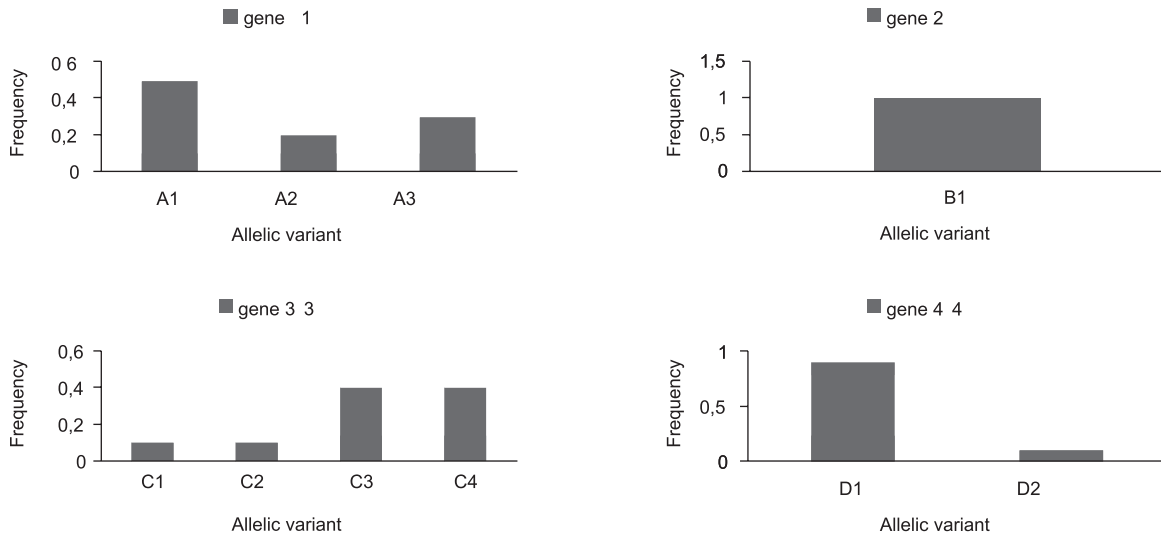 gene 1
Frequency
0 6
0,4
0,2
0
A1 A2 A3
Allelic variant
gene 2
Frequency
1,5
1
0,5
0
B1
Allelic variant
gene 3 3
Frequency
0,6
0,4
0,2
0
C1 C2 C3 C4
Allelic variant
gene 4 4
Frequency
1
0,5
0
D1 D2
Allelic variant